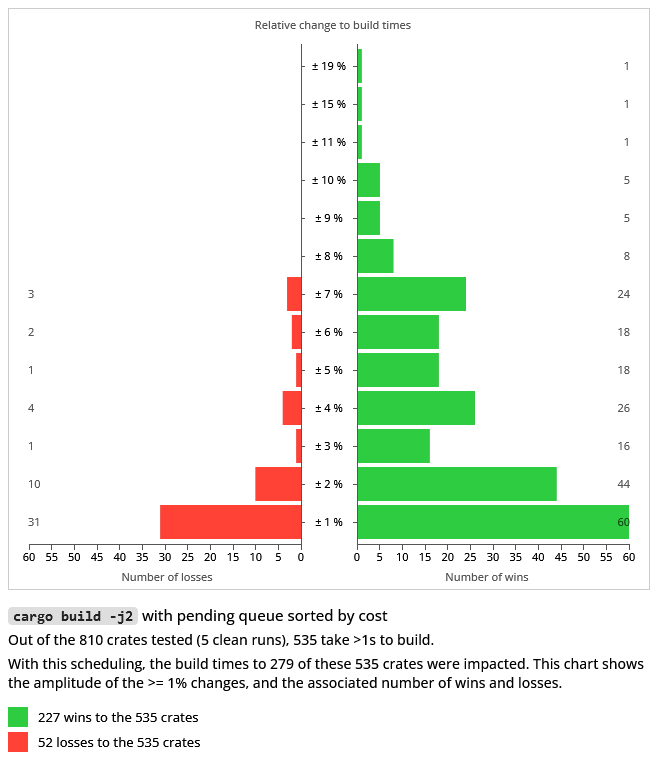 Relative change to build times
± 19 % 1
± 15 % 1
± 11 % 1
± 10 % 5
± 9 % 5
± 8 % 8
3 ± 7 % 24
2 ± 6 % 18
1 ± 5 % 18
4 ± 4 % 26
1 ± 3 % 16
10 ± 2 % 44
31 ± 1 % 60
60 55 50 45 40 35 30 25 20 15 10 5 0 0 5 10 15 20 25 30 35 40 45 50 55 60
Number of losses Number of wins
cargo build -j2 with pending queue sorted by cost
Out of the 810 crates tested (5 clean runs), 535 take >1s to build.
With this scheduling, the build times to 279 of these 535 crates were impacted. This chart shows
the amplitude of the >= 1% changes, and the associated number of wins and losses.
227 wins to the 535 crates
52 losses to the 535 crates